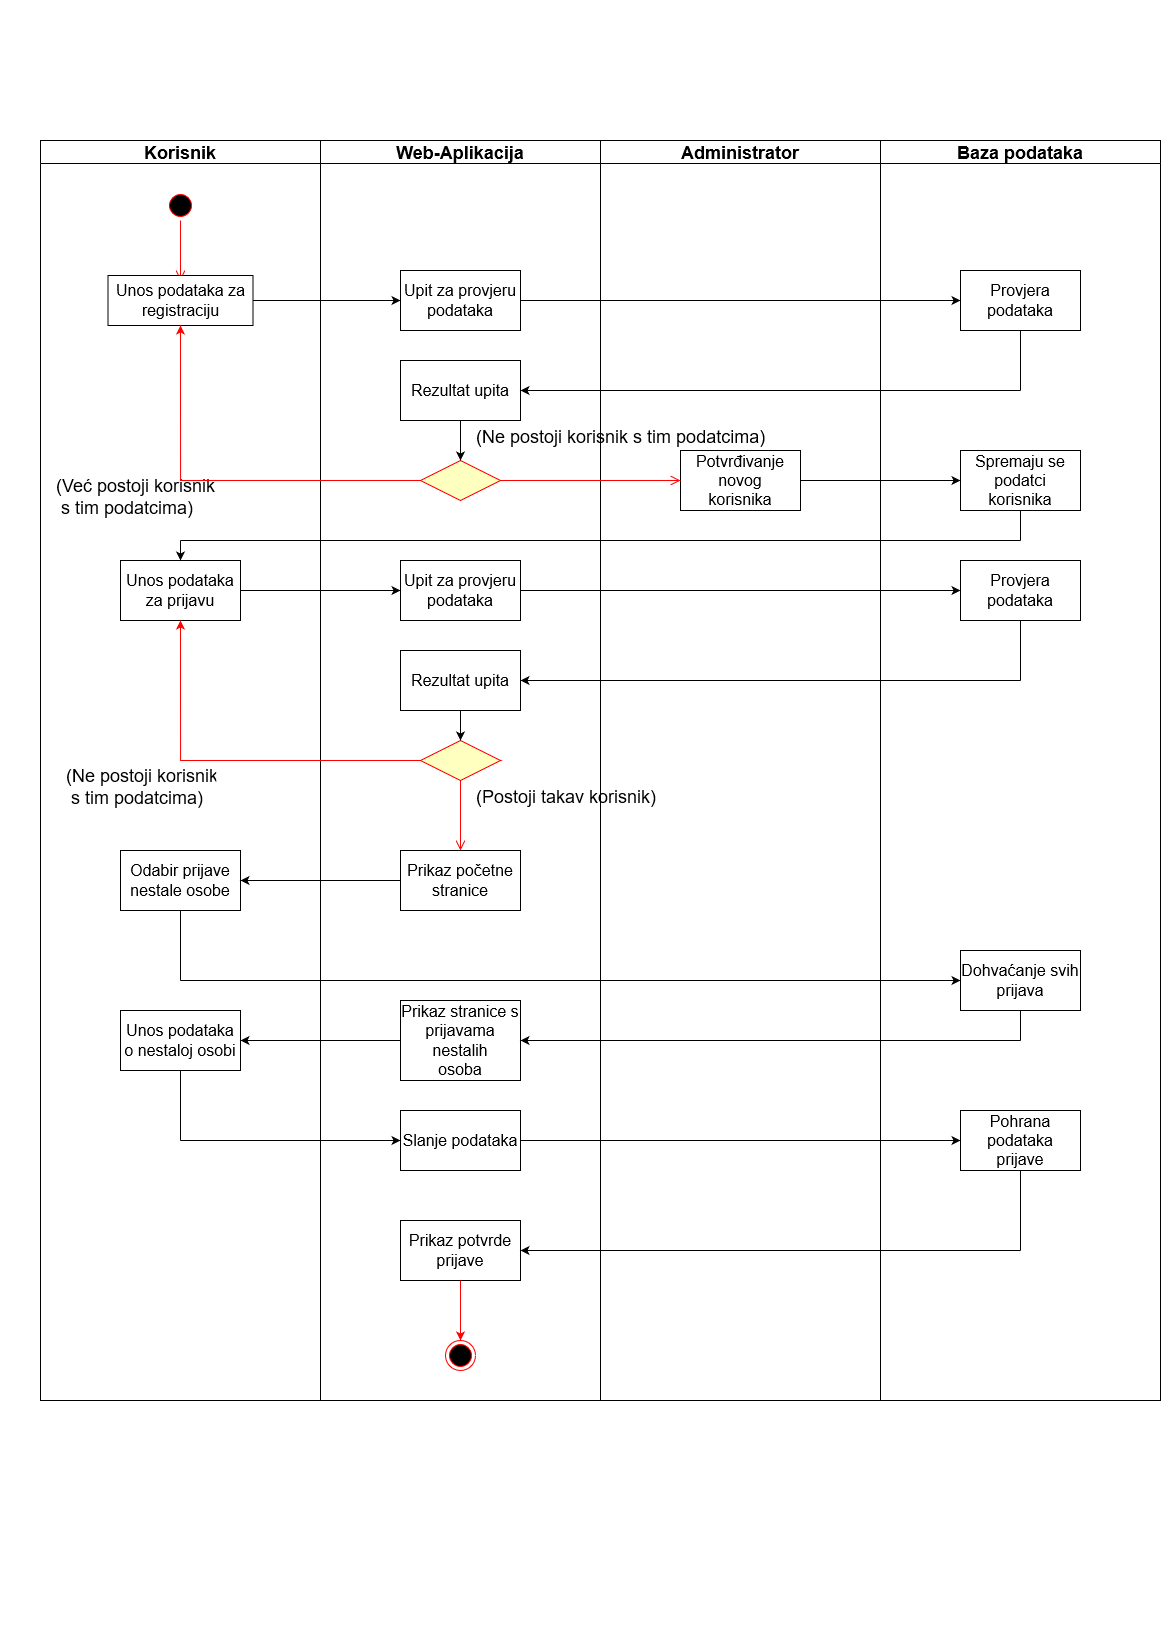 Korisnik
Web-Aplikacija
Administrator
Baza podataka
Unos podataka za
registraciju
Upit za provjeru
podataka
Provjera
podataka
Rezultat upita
(Ne postoji korisnik s tim podatcima)
Potvrđivanje
novog
korisnika
Spremaju se
podatci
korisnika
(Već postoji korisnik
s tim podatcima)
Unos podataka
za prijavu
Upit za provjeru
podataka
Provjera
podataka
Rezultat upita
(Ne postoji korisnik
s tim podatcima)
(Postoji takav korisnik)
Odabir prijave
nestale osobe
Prikaz početne
stranice
Dohvaćanje svih
prijava
Unos podataka
o nestaloj osobi
Prikaz stranice s
prijavama
nestalih
osoba
Slanje podataka
Pohrana
podataka
prijave
Prikaz potvrde
prijave